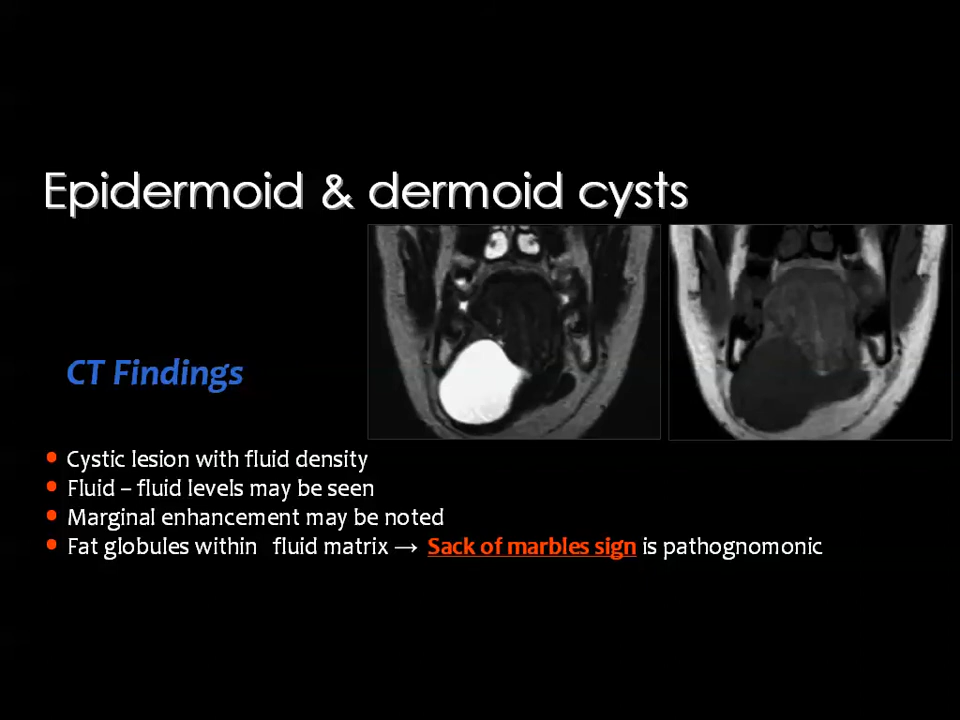 Epidermoid & dermoid cysts
CT Findings
• Cystic lesion with fluid density
• Fluid – fluid levels may be seen
• Marginal enhancement may be noted
• Fat globules within fluid matrix → Sack of marbles sign is pathognomonic